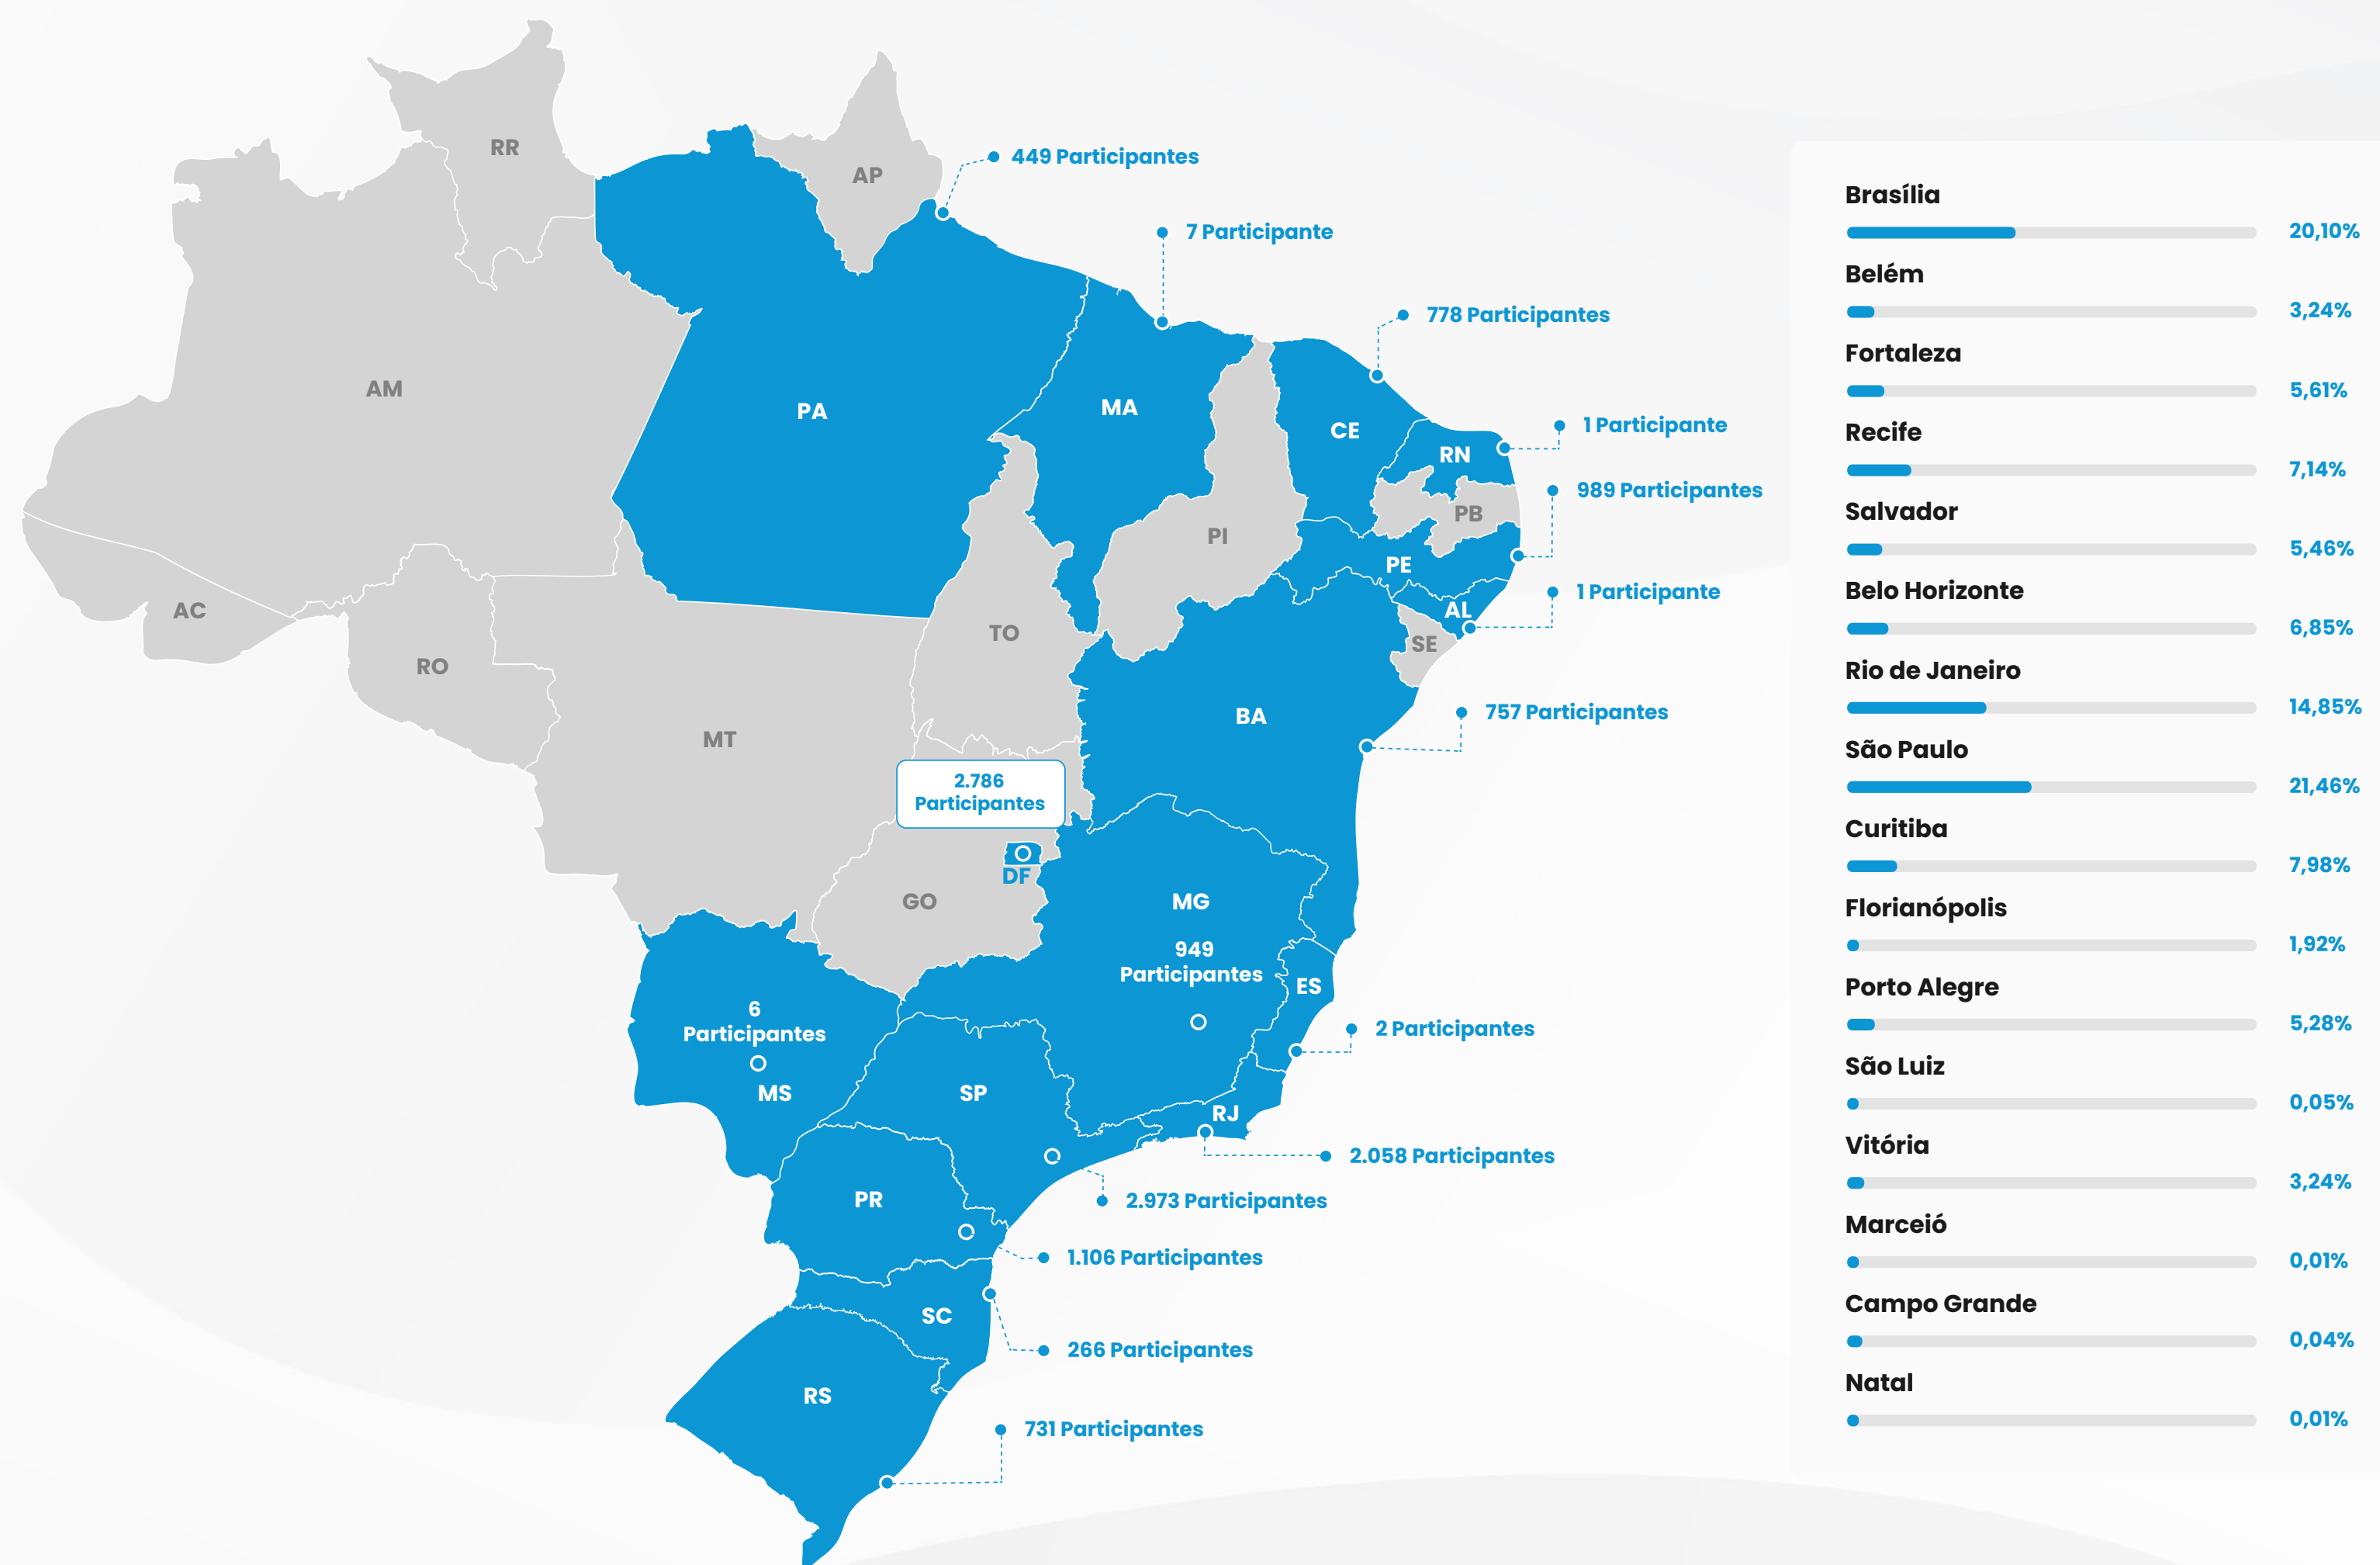 RR
AP
449 Participantes
7 Participante
778 Participantes
AM
PA
MA
CE
1 Participante
RN
989 Participantes
PB
PI
PE
1 Participante
AL
AC
TO
SE
RO
BA
757 Participantes
MT
2.786
Participantes
DF
GO
MG
949
Participantes
ES
6
Participantes
2 Participantes
MS
SP
RJ
2.058 Participantes
PR
2.973 Participantes
1.106 Participantes
SC
266 Participantes
RS
731 Participantes
Brasília
20,10%
Belém
3,24%
Fortaleza
5,61%
Recife
7,14%
Salvador
5,46%
Belo Horizonte
6,85%
Rio de Janeiro
14,85%
São Paulo
21,46%
Curitiba
7,98%
Florianópolis
1,92%
Porto Alegre
5,28%
São Luiz
0,05%
Vitória
3,24%
Marceió
0,01%
Campo Grande
0,04%
Natal
0,01%